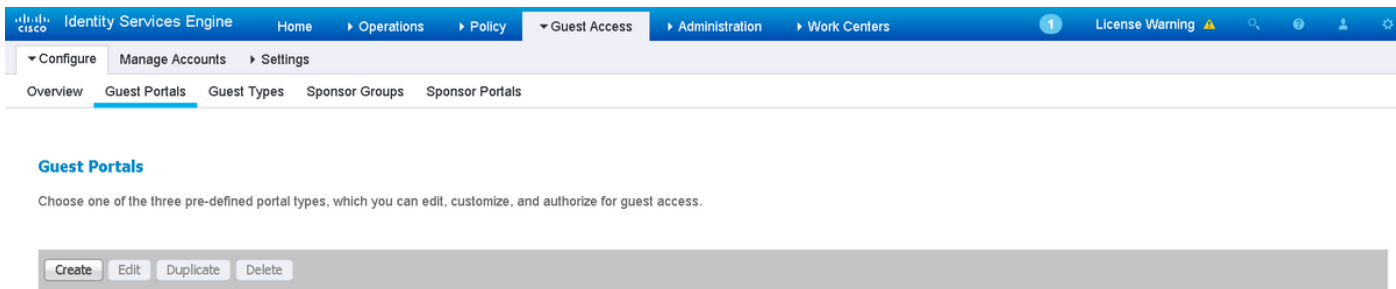 cisco Identity Services Engine Home Operations Policy Guest Access Administration Work Centers 1 License Warning
Configure Manage Accounts Settings
Overview Guest Portals Guest Types Sponsor Groups Sponsor Portals
Guest Portals
Choose one of the three pre-defined portal types, which you can edit, customize, and authorize for guest access.
Create Edit Duplicate Delete